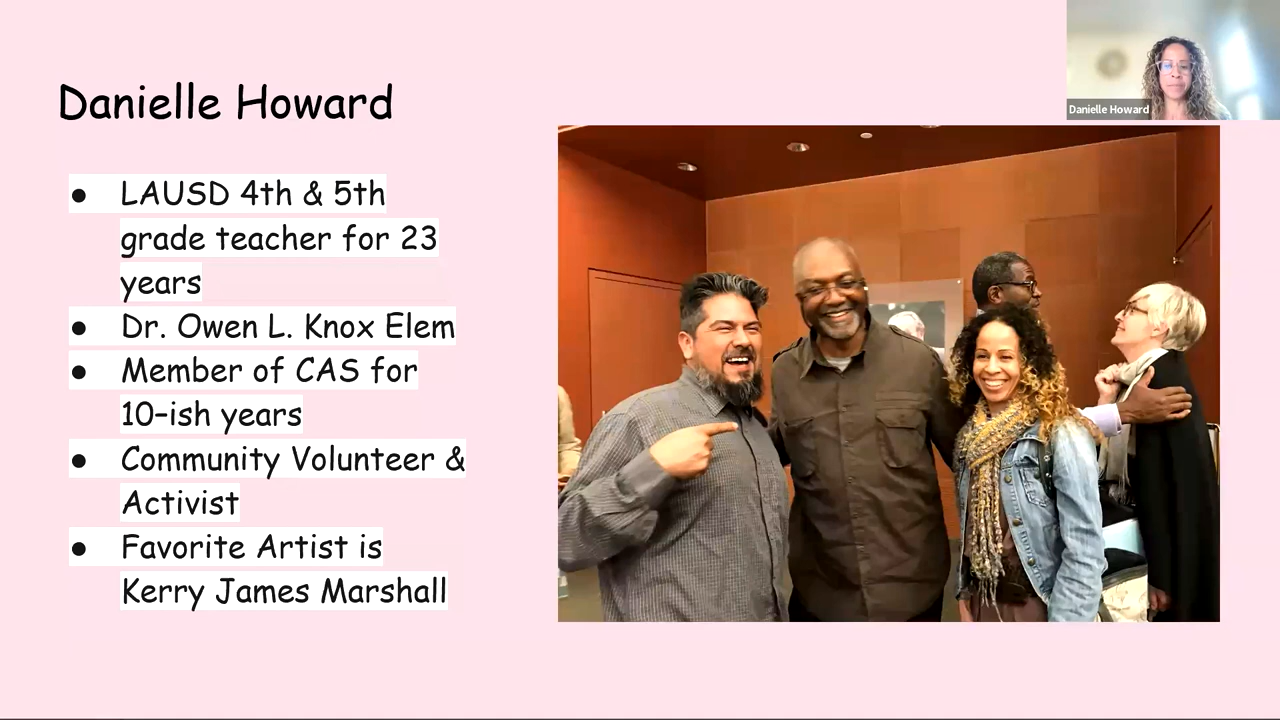 Danielle Howard
Danielle Howard
● LAUSD 4th & 5th
grade teacher for 23
years
● Dr. Owen L. Knox Elem
● Member of CAS for
10-ish years
● Community Volunteer &
Activist
● Favorite Artist is
Kerry James Marshall